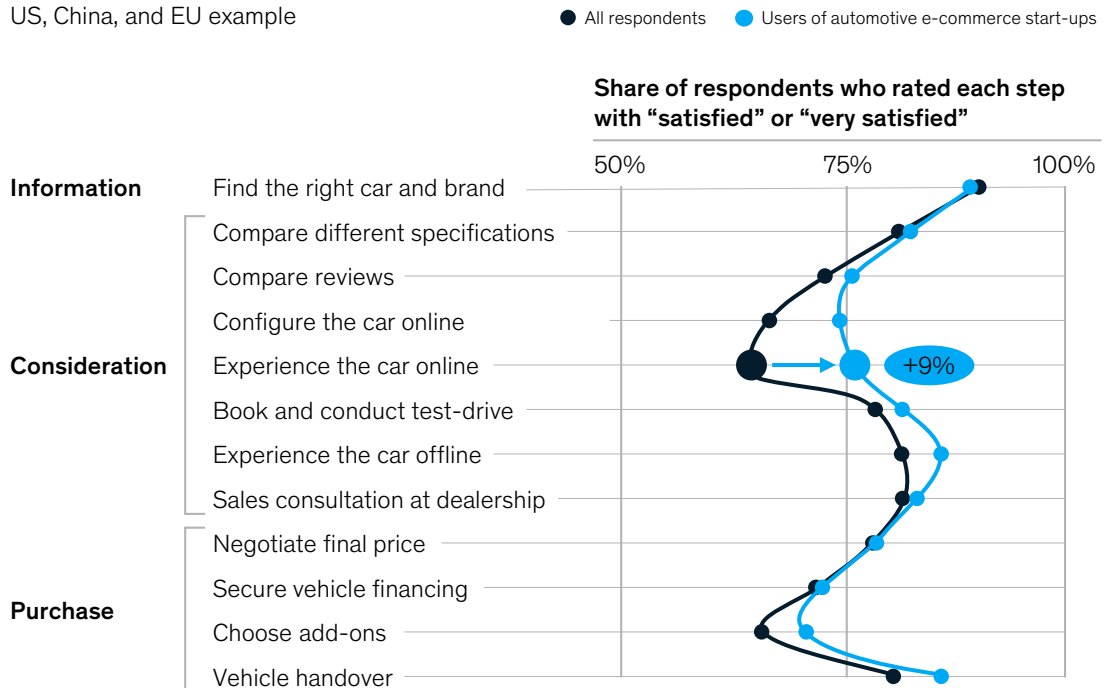 US, China, and EU example
All respondents
Users of automotive e-commerce start-ups
Share of respondents who rated each step
with “satisfied” or “very satisfied”
50%
75%
100%
Information
Find the right car and brand
Compare different specifications
Compare reviews
Configure the car online
Consideration
Experience the car online
+9%
Book and conduct test-drive
Experience the car offline
Sales consultation at dealership
Negotiate final price
Secure vehicle financing
Purchase
Choose add-ons
Vehicle handover